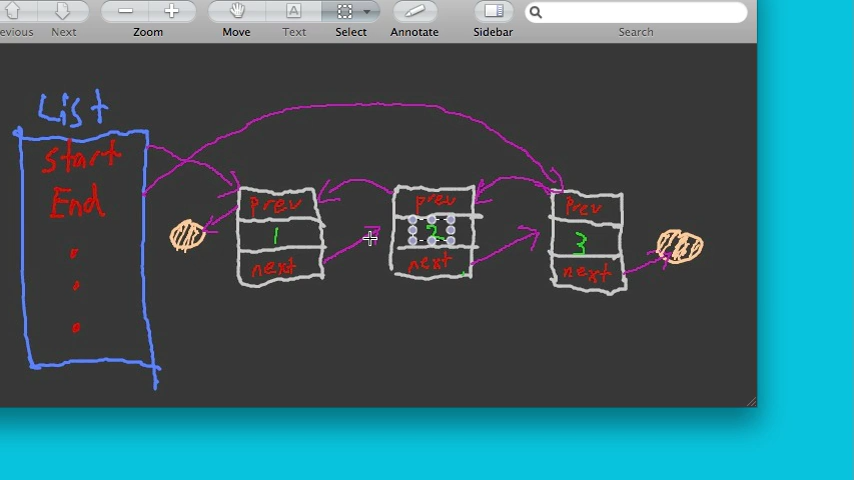 evious Next Zoom Move Text Select Annotate Sidebar Search
List
Start
End
prev
1
next
prev
2
next
prev
3
next